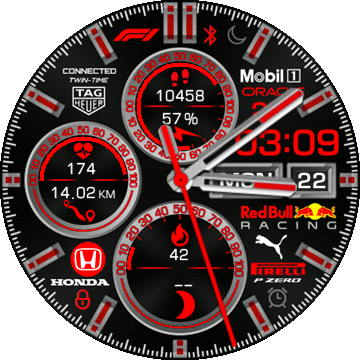 F1
CONNECTED
TWIN-TIME
TAG
HEUER
Mobil 1
ORACLE
10458
57 %
03:09
174
14.02 KM
MON 22
Red Bull
RACING
42
--
HONDA
PUMA
PIRELLI
P ZERO